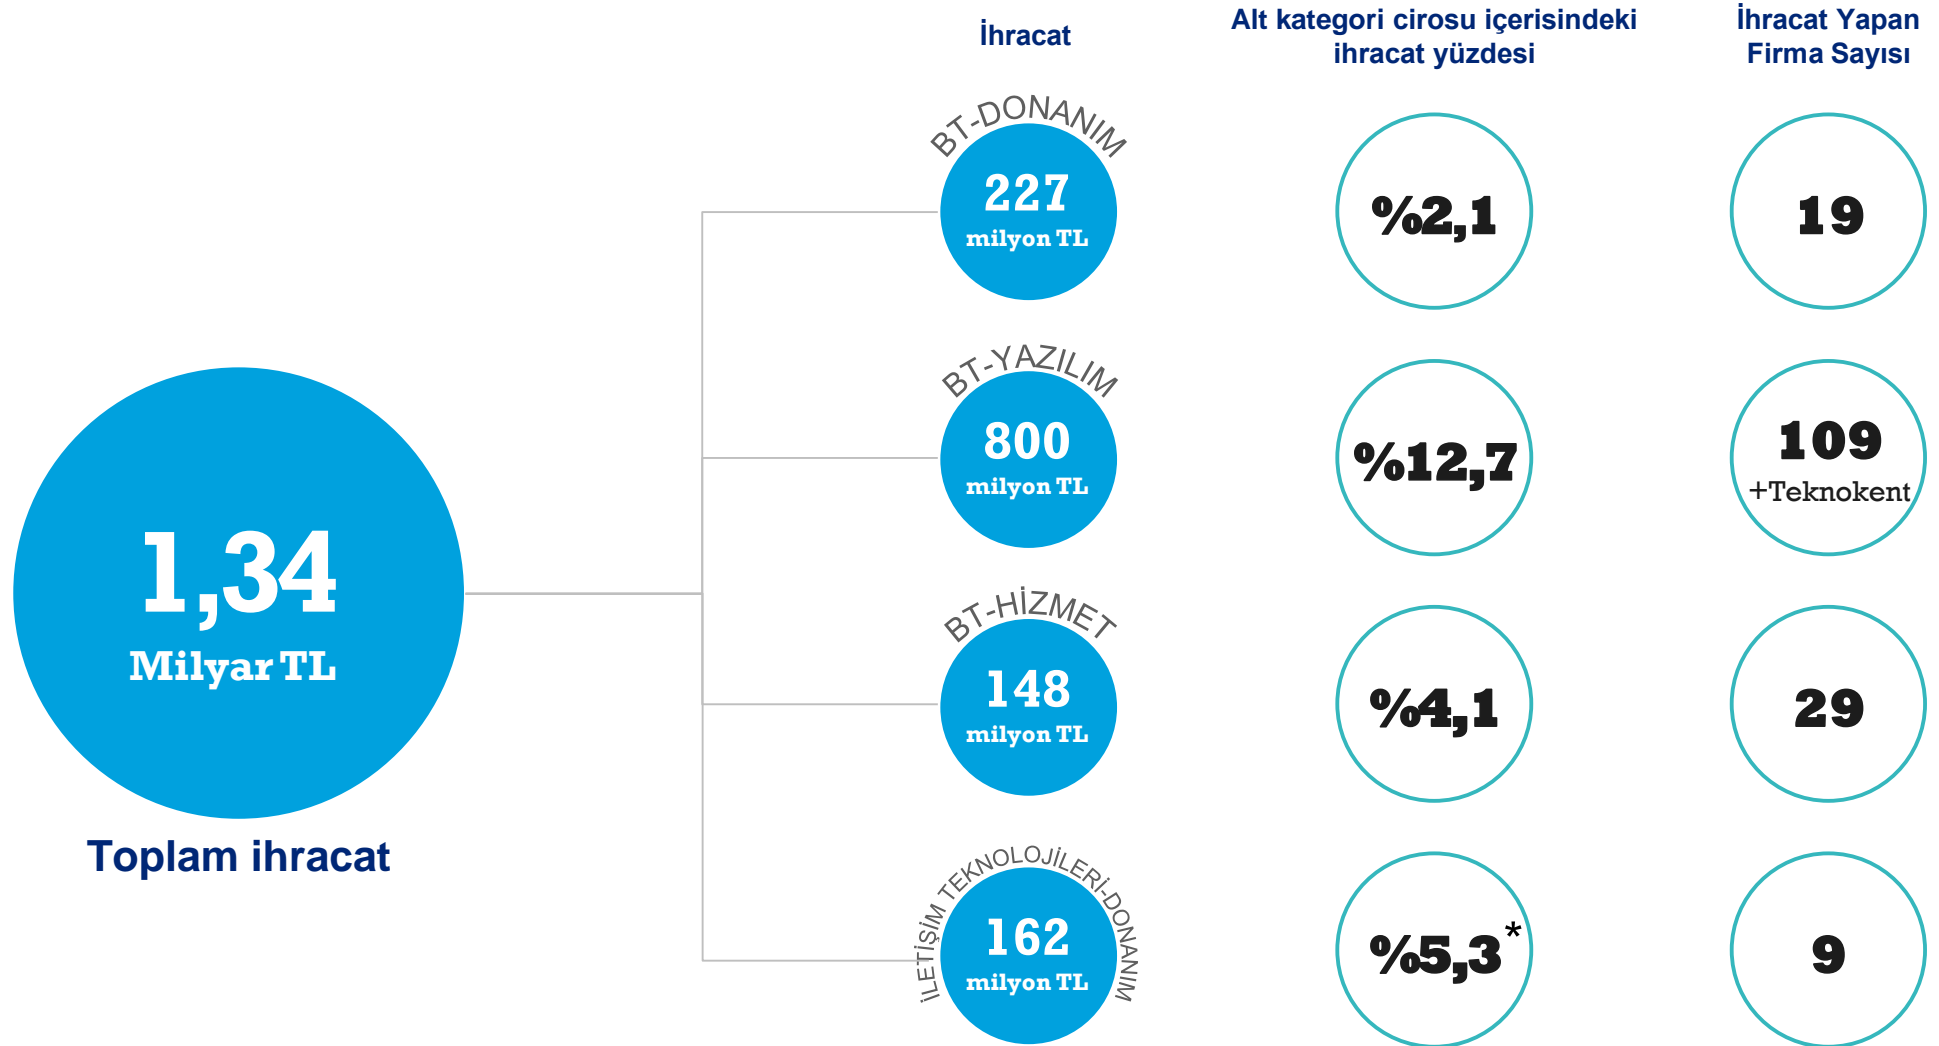 İhracat
Alt kategori cirosu içerisindeki
ihracat yüzdesi
İhracat Yapan
Firma Sayısı
BT-DONANIM
227
milyon TL
%2,1
19
BT-YAZILIM
800
milyon TL
%12,7
109
+Teknokent
1,34
Milyar TL
Toplam ihracat
BT-HİZMET
148
milyon TL
%4,1
29
İLETİŞİM TEKNOLOJİLERİ-DONANIM
162
milyon TL
%5,3*
9